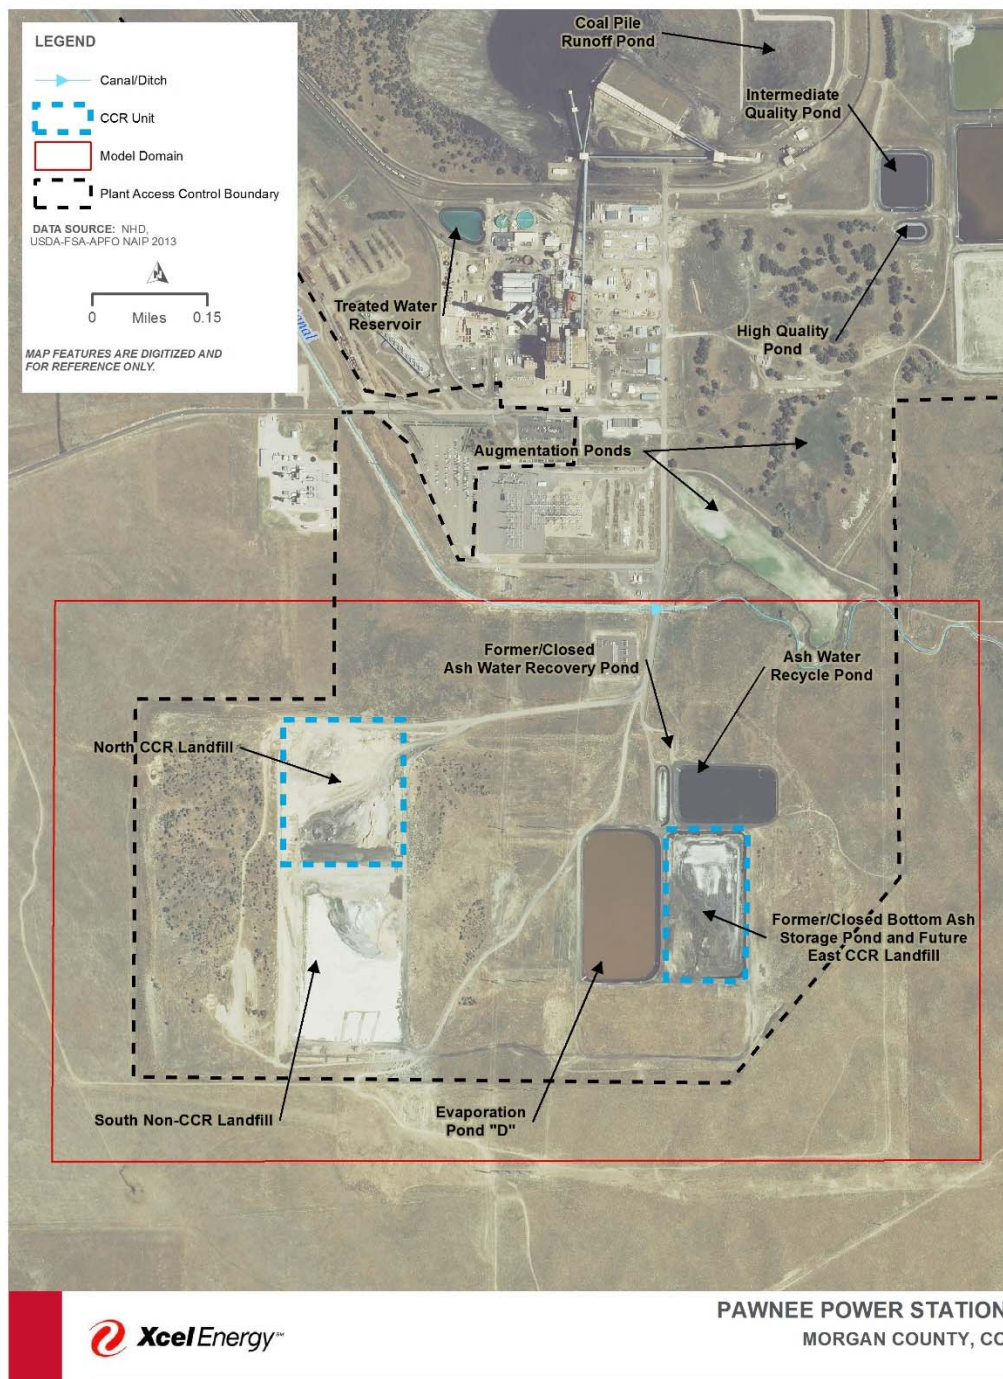 LEGEND
Canal/Ditch
CCR Unit
Model Domain
Plant Access Control Boundary
DATA SOURCE: NHD,
USDA-FSA-APFO NAIP 2013
0 Miles 0.15
MAP FEATURES ARE DIGITIZED AND
FOR REFERENCE ONLY.
Coal Pile
Runoff Pond
Intermediate
Quality Pond
Treated Water
Reservoir
High Quality
Pond
Augmentation Ponds
Former/Closed
Ash Water Recovery Pond
Ash Water
Recycle Pond
North CCR Landfill
Former/Closed Bottom Ash
Storage Pond and Future
East CCR Landfill
South Non-CCR Landfill
Evaporation
Pond "D"
Xcel Energy℠
PAWNEE POWER STATION
MORGAN COUNTY, CO